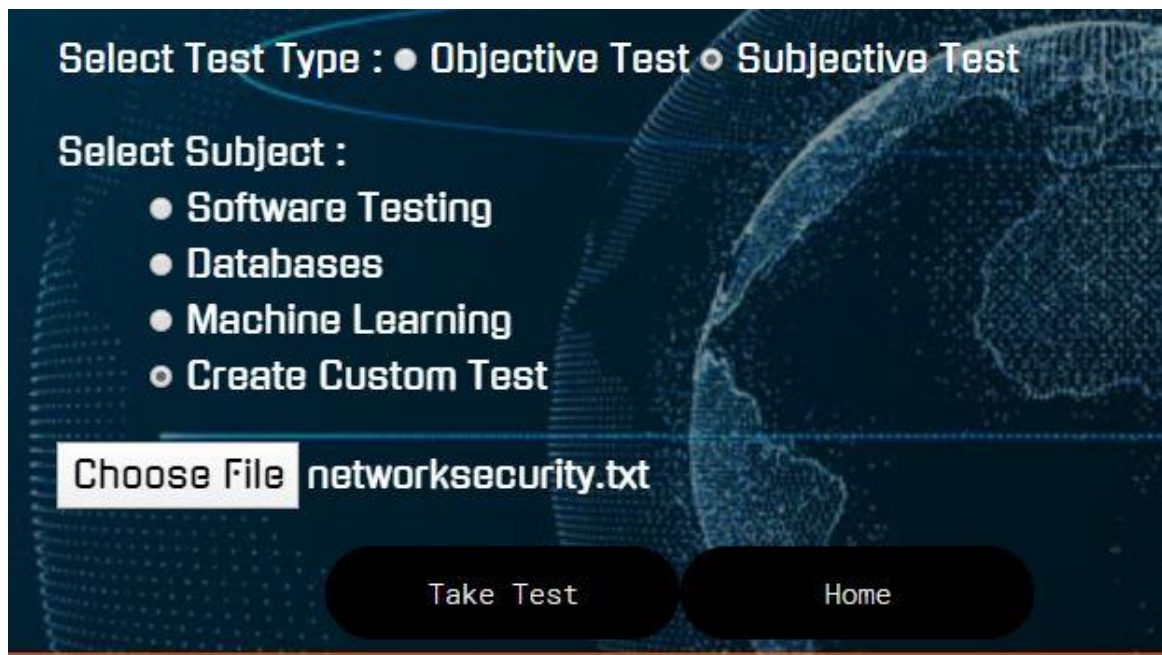 Select Test Type : Objective Test Subjective Test
Select Subject :
Software Testing
Databases
Machine Learning
Create Custom Test
Choose File networksecurity.txt
Take Test Home